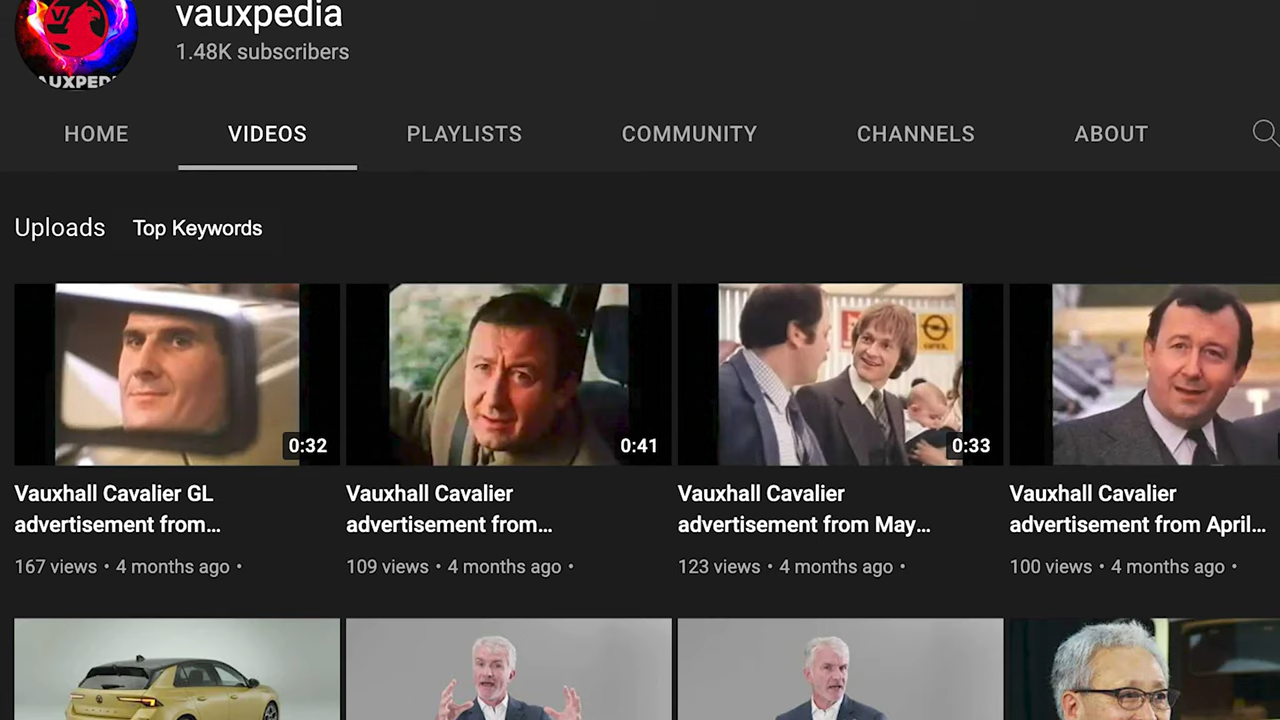 vauxpedia
1.48K subscribers
HOME VIDEOS PLAYLISTS COMMUNITY CHANNELS ABOUT
Uploads Top Keywords
0:32 0:41 0:33
Vauxhall Cavalier GL advertisement from…
167 views • 4 months ago •
Vauxhall Cavalier advertisement from…
109 views • 4 months ago •
Vauxhall Cavalier advertisement from May…
123 views • 4 months ago •
Vauxhall Cavalier advertisement from April…
100 views • 4 months ago •